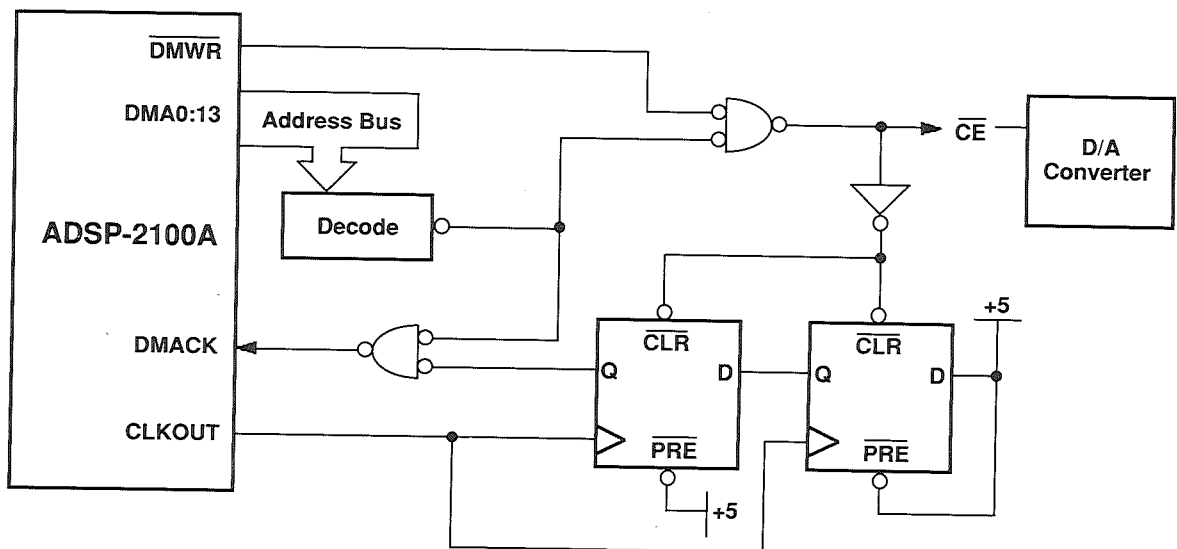 DMWR
DMA0:13
Address Bus
CE
D/A
Converter
Decode
ADSP-2100A
+5
DMACK
CLR
CLR
Q
D
Q
D
CLKOUT
PRE
PRE
+5